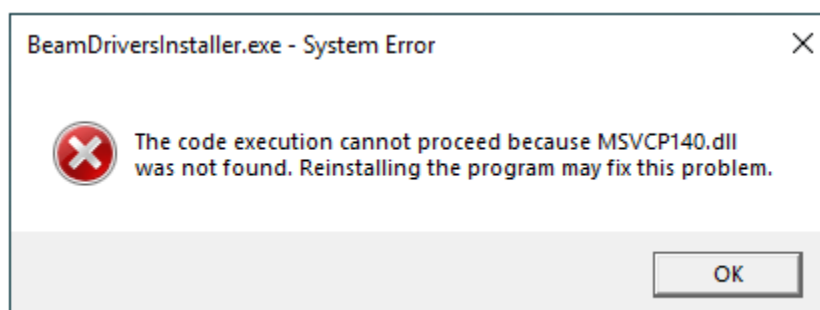 BeamDriversInstaller.exe - System Error
The code execution cannot proceed because MSVCP140.dll
was not found. Reinstalling the program may fix this problem.
OK